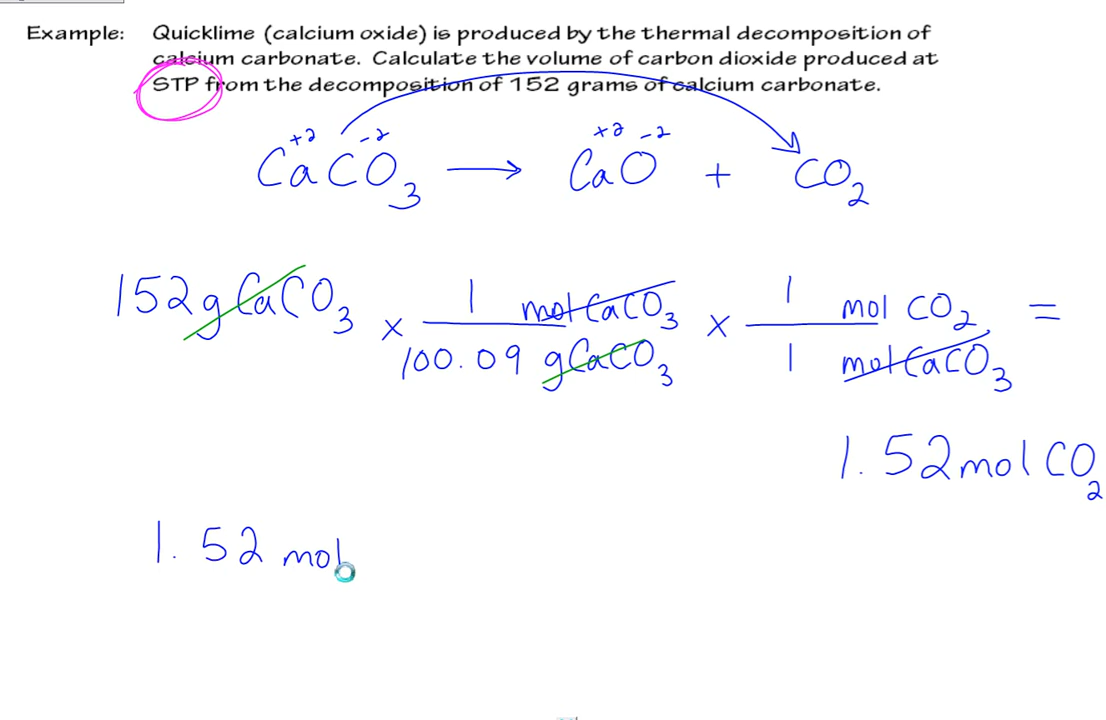 Example: Quicklime (calcium oxide) is produced by the thermal decomposition of
calcium carbonate. Calculate the volume of carbon dioxide produced at
STP from the decomposition of 152 grams of calcium carbonate.
+2 -2 +2 -2
CaCO3 → CaO + CO2
152 g CaCO3 × 1 mol CaCO3 / 100.09 g CaCO3 × 1 mol CO2 / 1 mol CaCO3 =
1.52 mol CO2
1.52 mol